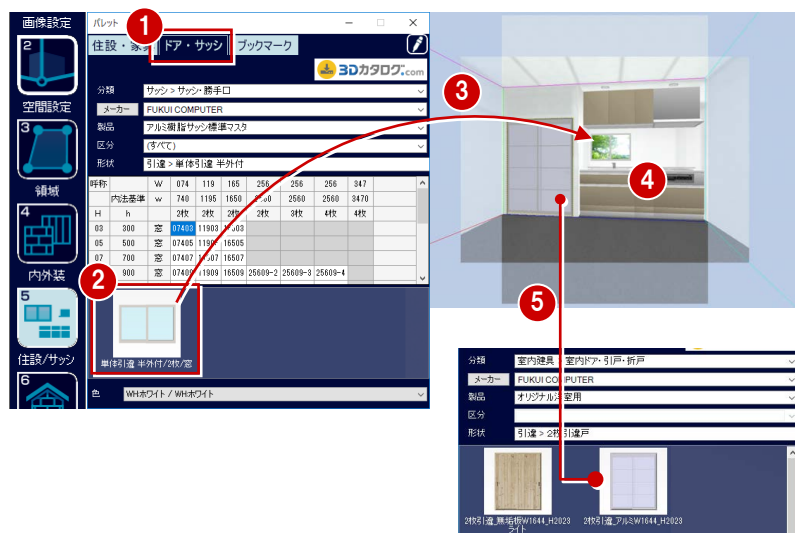 画像設定
2
空間設定
3
領域
4
内外装
5
住設/サッシ
6
パレット
1
住設・家
ドア・サッシ
ブックマーク
3Dカタログ.com
分類 サッシ > サッシ・勝手口
メーカー FUKUI COMPUTER
製品 アルミ樹脂サッシ標準マスタ
区分 (すべて)
形状 引違 > 単体引違 半外付
呼称 W 074 119 165 256 256 256 347
内法基準 w 740 1195 1650 2560 2560 3470
H h 2枚 2枚 2枚 2枚 3枚 4枚 4枚
03 300 窓 07403 11903
05 500 窓 07405 16505
07 700 窓 07407 11907 16507
900 窓 07409 11909 16509 25609-2 25609-3 25609-4
2
単体引違 半外付/2枚/窓
色 WHホワイト / WHホワイト
3
4
5
分類 室内建具 室内ドア・引戸・折戸
メーカー FUKUI COMPUTER
製品 オリジナル洋室用
区分
形状 引違 > 2枚引違戸
2枚引違_無垢板W1644_H2023
ライト
2枚引違_アルミW1644_H2023